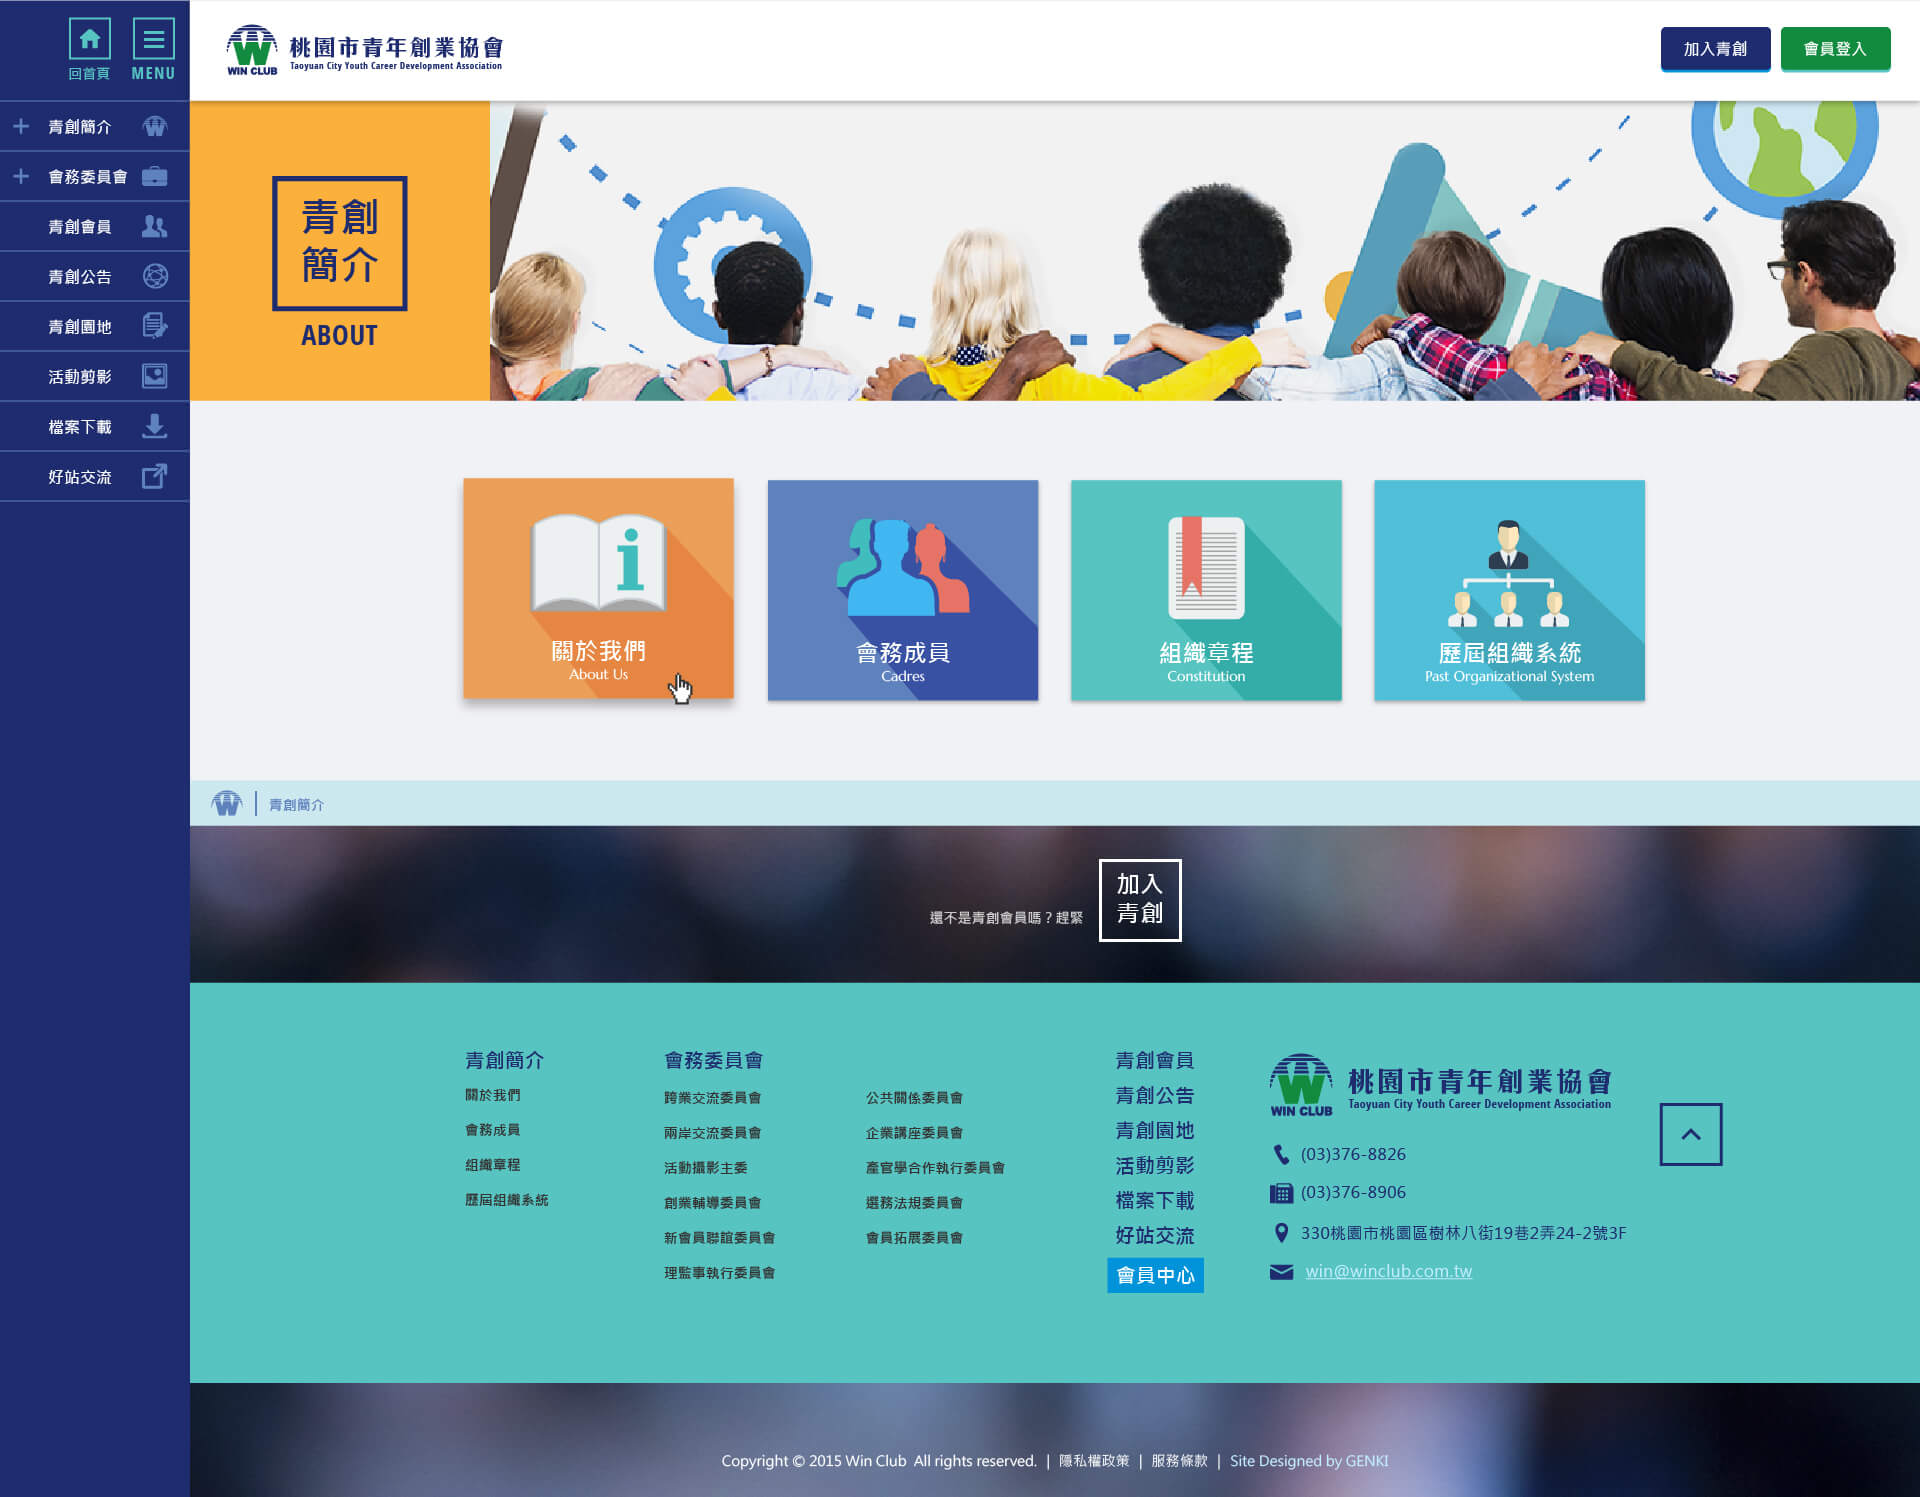 回首頁
MENU
青創簡介
會務委員會
青創會員
青創公告
青創園地
活動剪影
檔案下載
好站交流
WIN CLUB
桃園市青年創業協會
Taoyuan City Youth Career Development Association
加入青創
會員登入
青創
簡介
ABOUT
關於我們
About Us
會務成員
Cadres
組織章程
Constitution
歷屆組織系統
Past Organizational System
青創簡介
還不是青創會員嗎？趕緊
加入
青創
青創簡介
關於我們
會務成員
組織章程
歷屆組織系統
會務委員會
跨業交流委員會
兩岸交流委員會
活動攝影主委
創業輔導委員會
新會員聯誼委員會
理監事執行委員會
公共關係委員會
企業講座委員會
產官學合作執行委員會
選務法規委員會
會員拓展委員會
青創會員
青創公告
青創園地
活動剪影
檔案下載
好站交流
會員中心
WIN CLUB
桃園市青年創業協會
Taoyuan City Youth Career Development Association
(03)376-8826
(03)376-8906
330桃園市桃園區樹林八街19巷2弄24-2號3F
win@winclub.com.tw
Copyright © 2015 Win Club All rights reserved. | 隱私權政策 | 服務條款 | Site Designed by GENKI